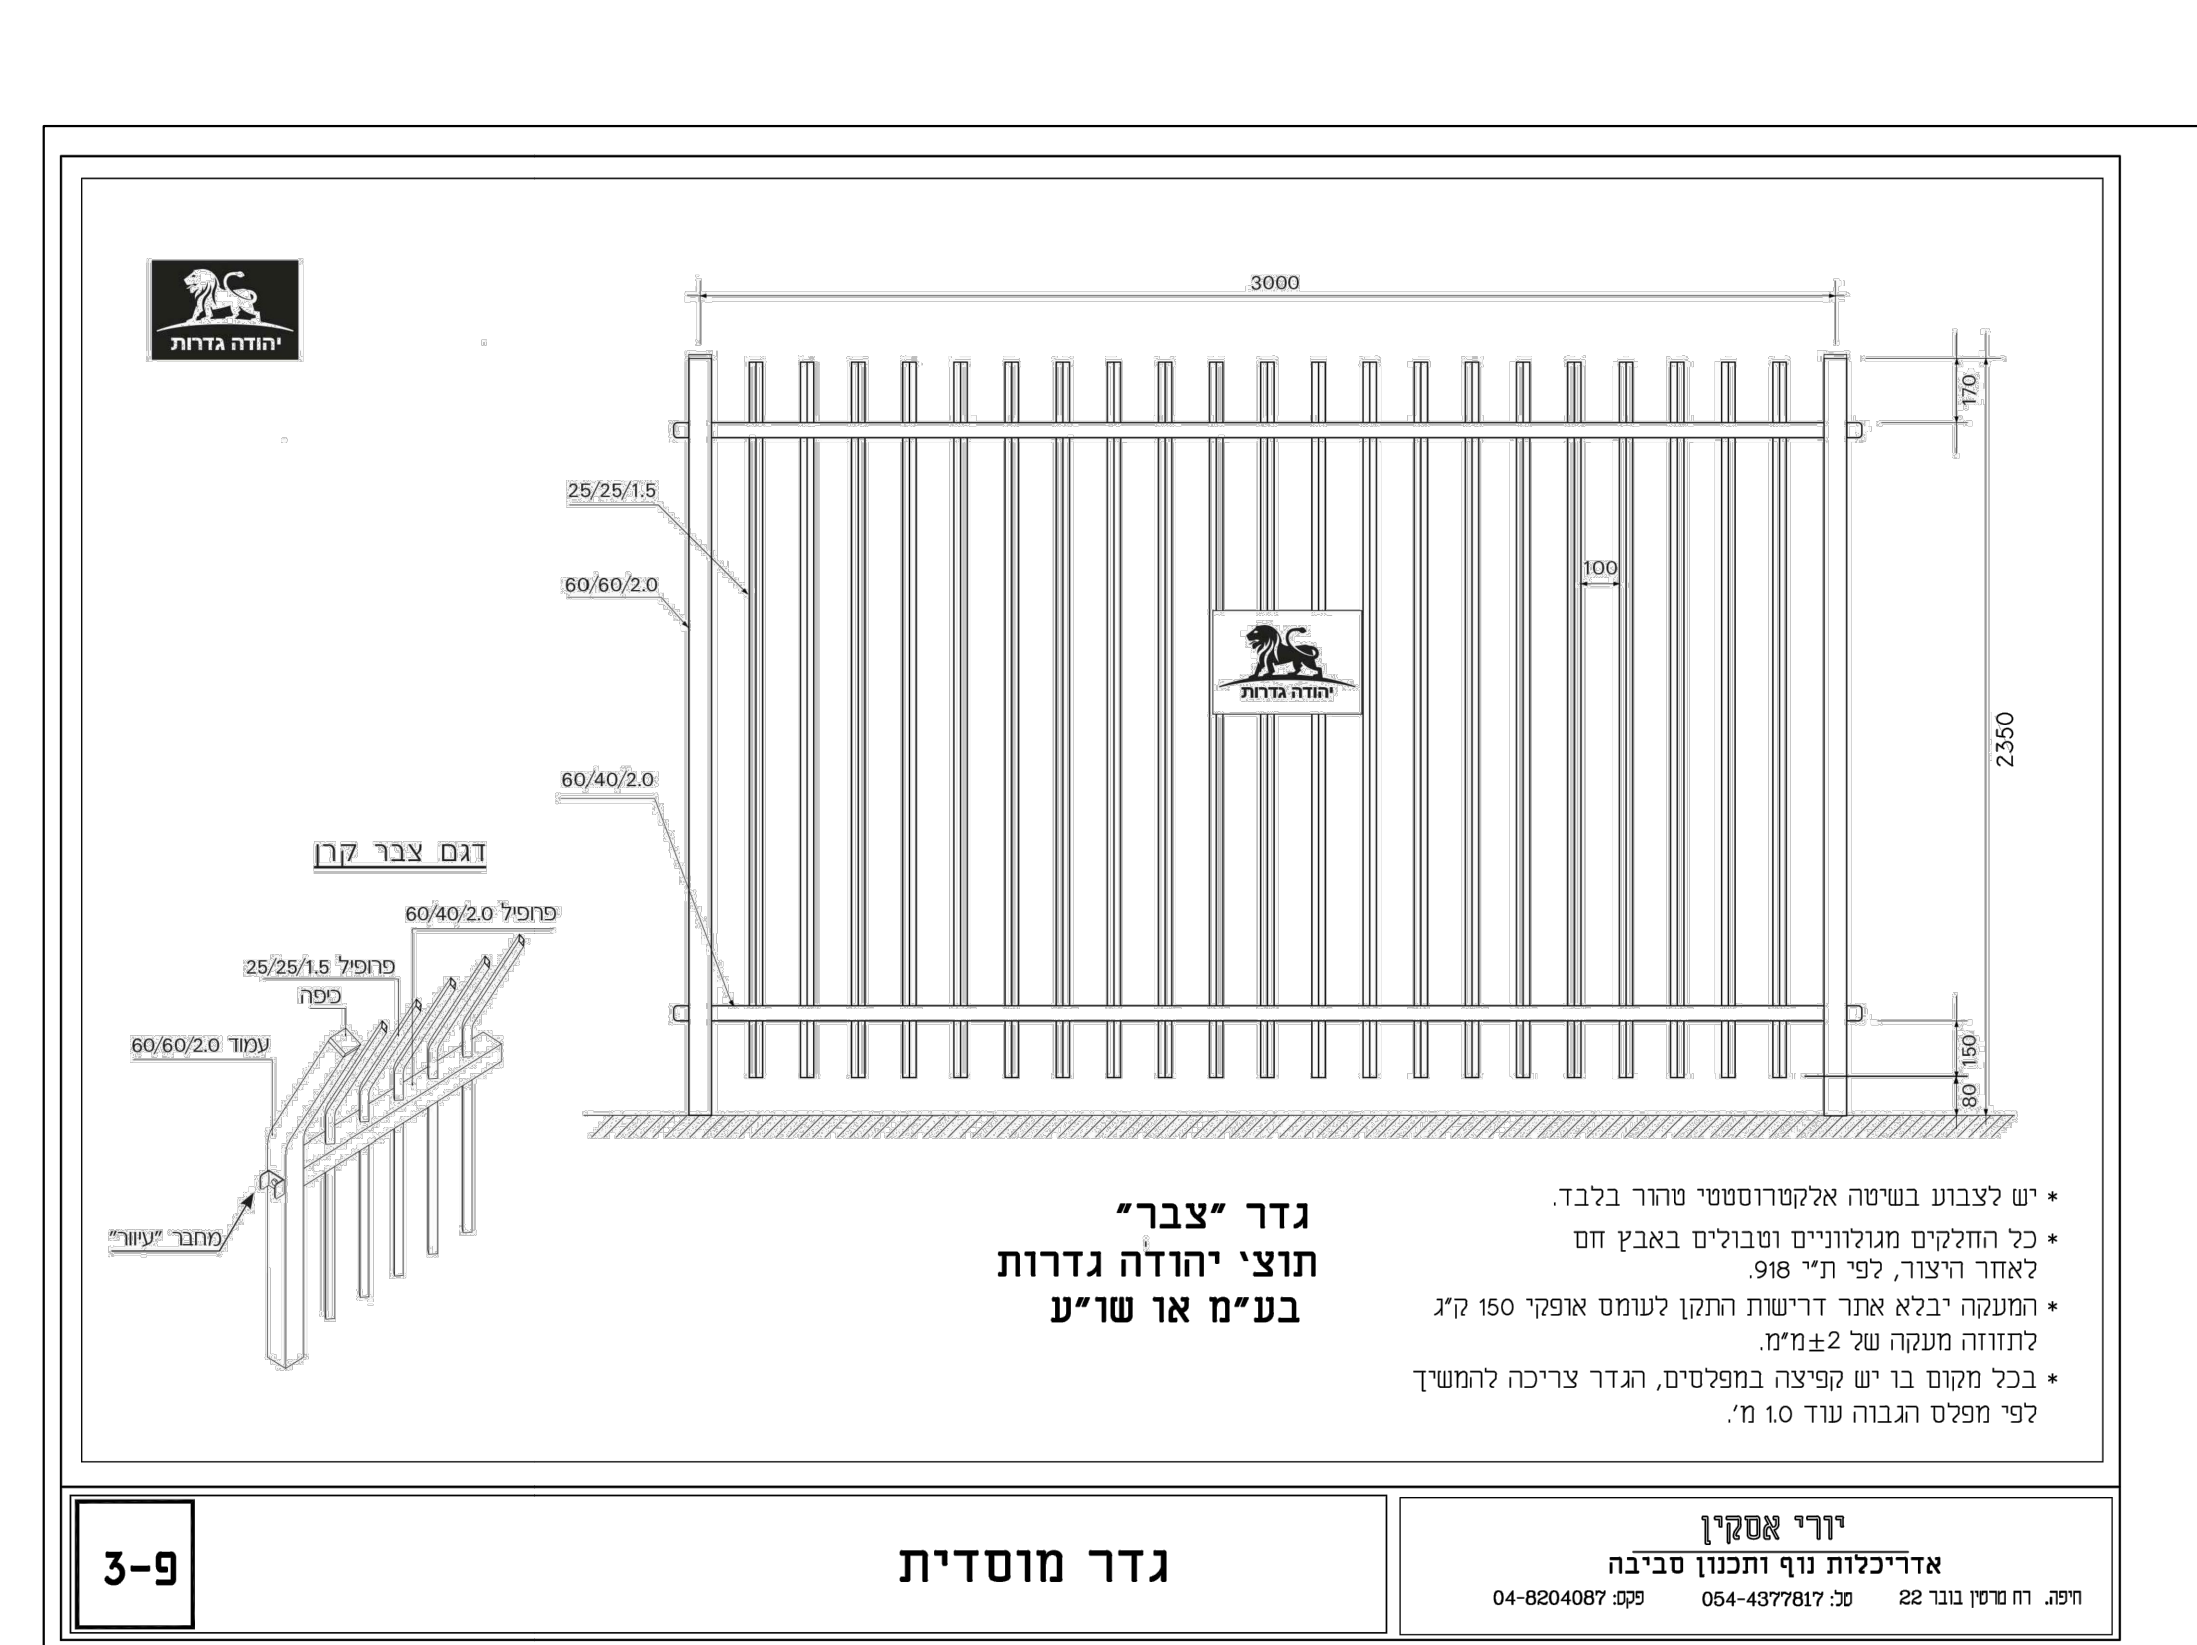 יהודה גדרות
3000
170
25/25/1.5
60/60/2.0
100
יהודה גדרות
2350
60/40/2.0
דגם צבר קרן
פרופיל 60/40/2.0
פרופיל 25/25/1.5
כיפה
עמוד 60/60/2.0
150
80
מחבר "עיוור"
גדר "צבר"
תוצ' יהודה גדרות
בע"מ או שו"ע
* יש לצבוע בשיטה אלקטרוסטטי טהור בלבד.
* כל החלקים מגולווניים וטבולים באבץ חם
לאחר היצור, לפי ת"י 918.
* המעקה יבלא אתר דרישות התקן לעומס אופקי 150 ק"ג
לתזוזה מעקה של 2±מ"מ.
* בכל מקום בו יש קפיצה במפלסים, הגדר צריכה להמשיך
לפי מפלס הגבוה עוד 1.0 מ'.
יורי אסקין
אדריכלות נוף ותכנון סביבה
חיפה. רח מרטין בובר 22 טל: 054-4377817 פקס: 04-8204087
גדר מוסדית
פ-3